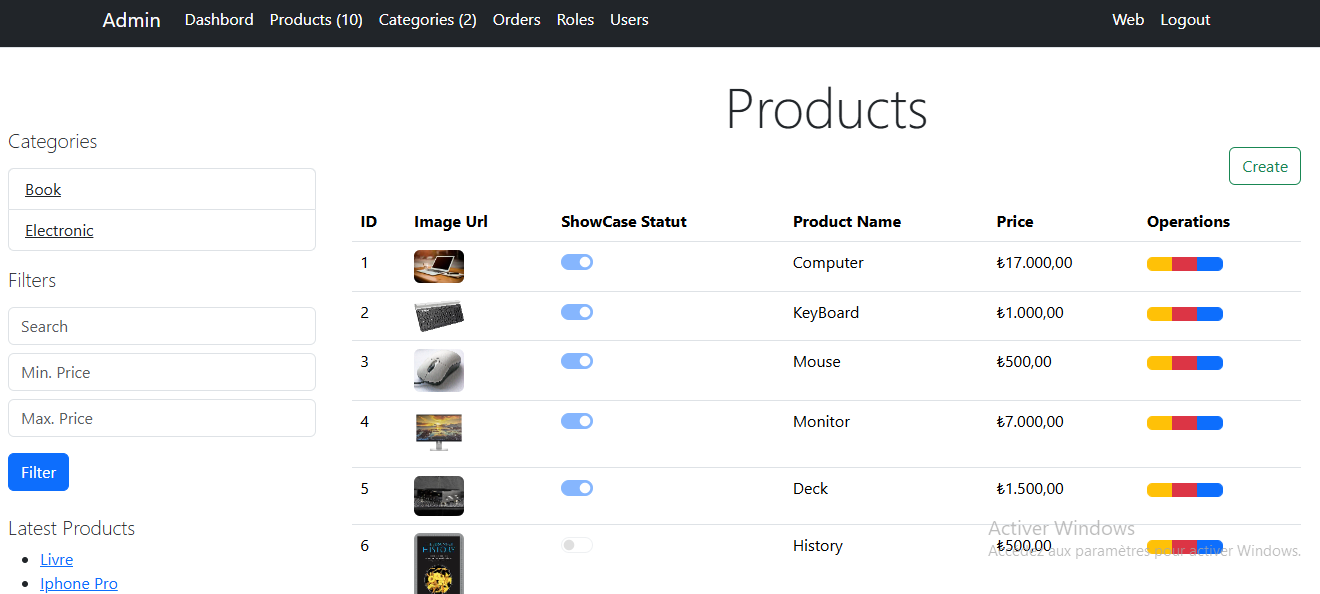 Admin Dashbord Products (10) Categories (2) Orders Roles Users Web Logout
Products
Categories
Book
Electronic
Filters
Search
Min. Price
Max. Price
Filter
Latest Products
Livre
Iphone Pro
Create
ID Image Url ShowCase Statut Product Name Price Operations
1 Computer ₺17.000,00
2 KeyBoard ₺1.000,00
3 Mouse ₺500,00
4 Monitor ₺7.000,00
5 Deck ₺1.500,00
6 HISTORY History ₺500,00
Activer Windows
Accédez aux paramètres pour activer Windows.